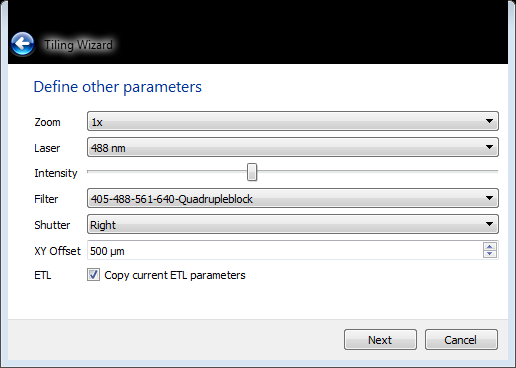 Tiling Wizard
Define other parameters
Zoom 1x
Laser 488 nm
Intensity
Filter 405-488-561-640-Quadrupleblock
Shutter Right
XY Offset 500 µm
ETL Copy current ETL parameters
Next Cancel